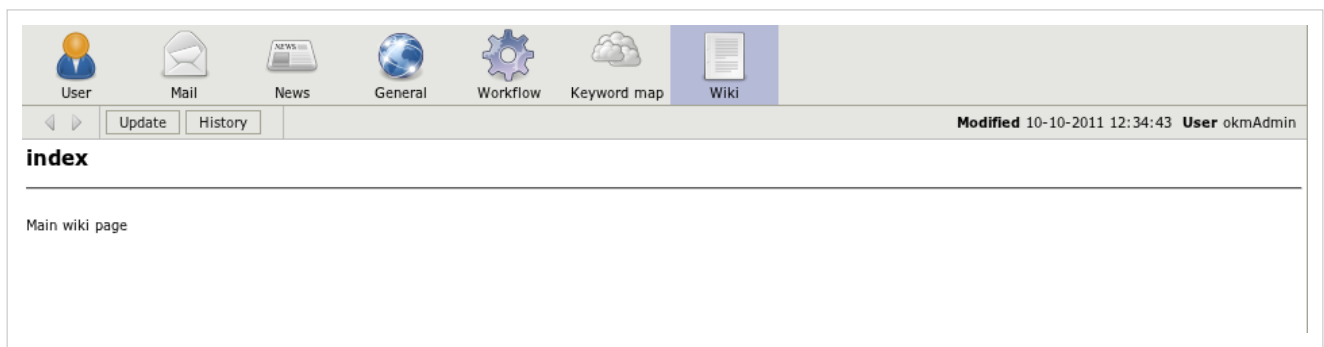 NEWS
User Mail News General Workflow Keyword map Wiki
Update History Modified 10-10-2011 12:34:43 User okmAdmin
index
Main wiki page